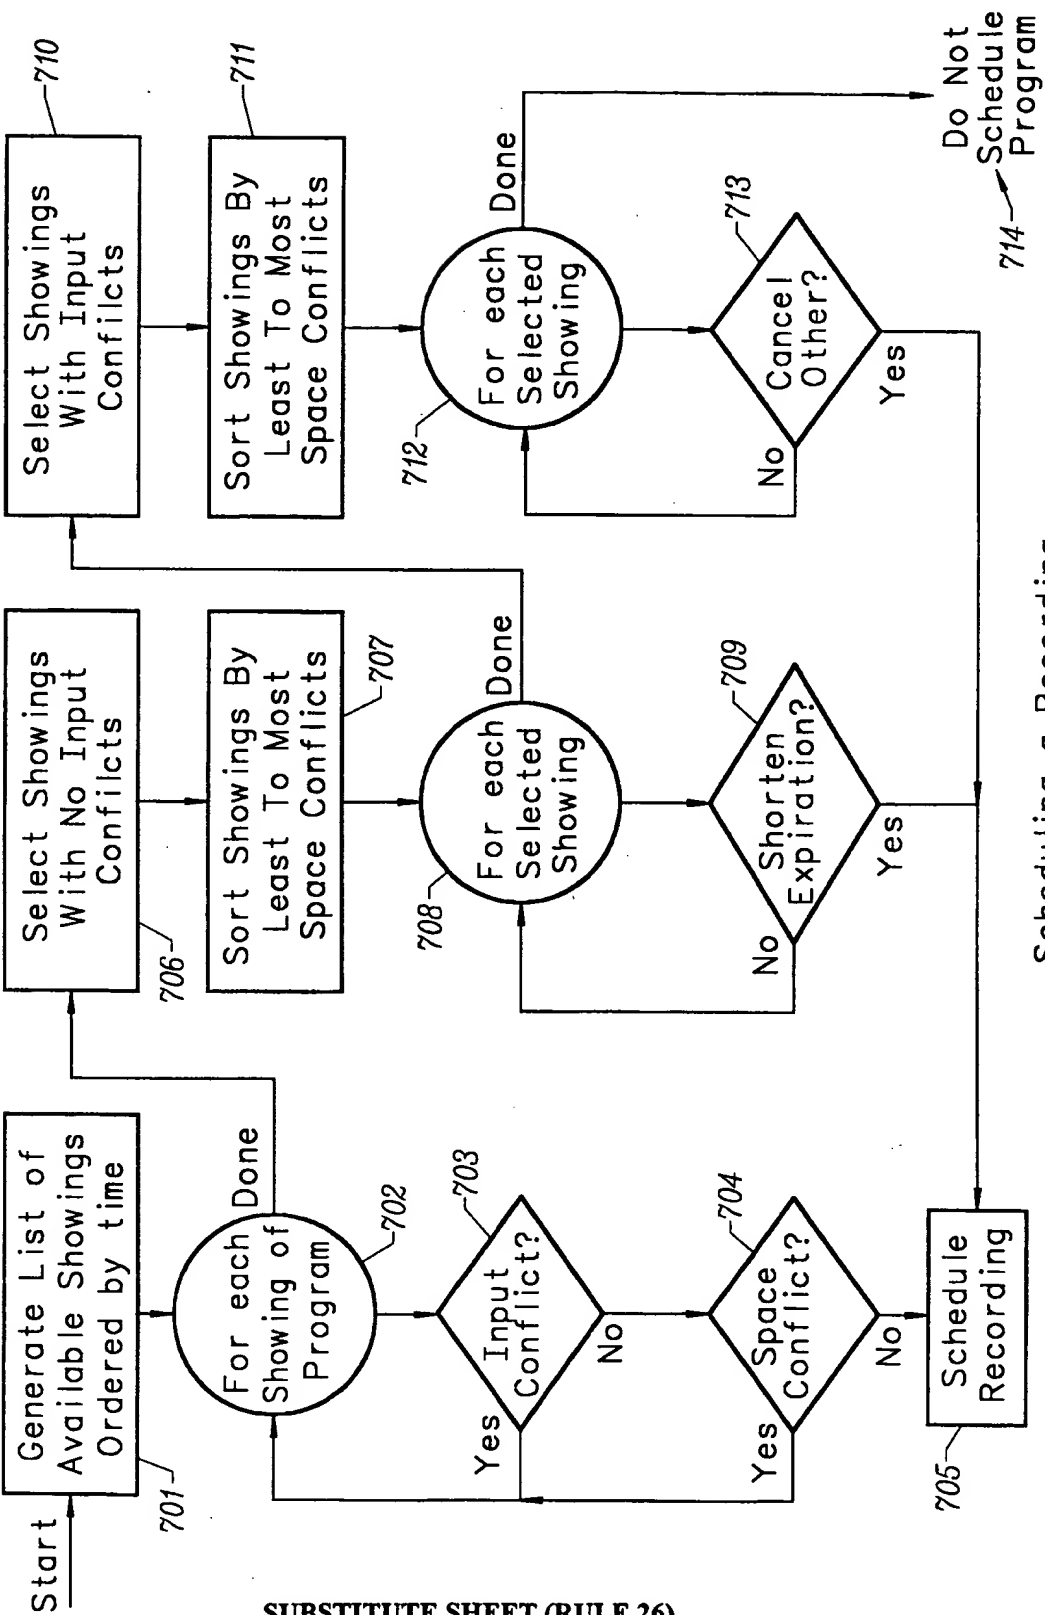 Start
Generate List of
Available Showings
Ordered by time
701
For each
Showing of
Program
702
Done
Input
Conflict?
703
Yes
No
Space
Conflict?
704
Yes
No
Schedule
Recording
705
Select Showings
With No Input
Confilcts
706
Sort Showings By
Least To Most
Space Conflicts
707
For each
Selected
Showing
708
Done
Shorten
Expiration?
709
No
Yes
Select Showings
With Input
Confilcts
710
Sort Showings By
Least To Most
Space Conflicts
711
For each
Selected
Showing
712
Done
Cancel
Other?
713
No
Yes
Do Not
Schedule
Program
714
SUBSTITUTE SHEET (RULE 26)